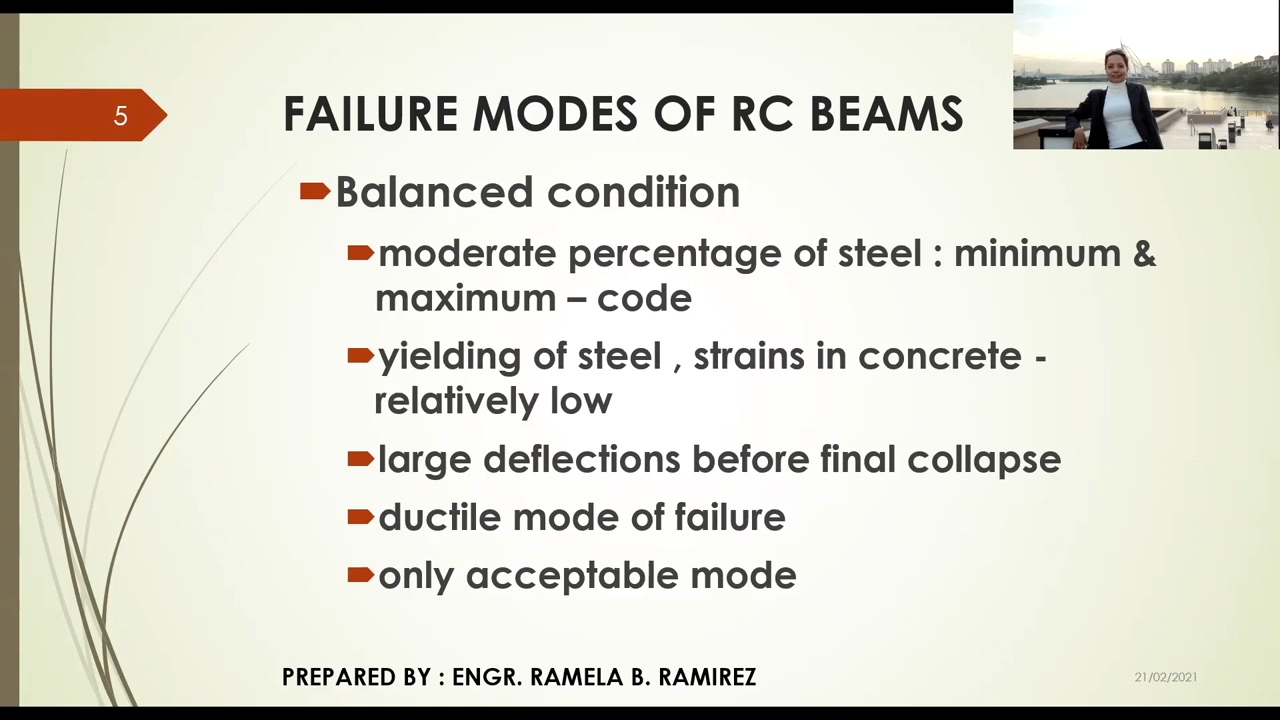 5
FAILURE MODES OF RC BEAMS
Balanced condition
moderate percentage of steel : minimum &
maximum – code
yielding of steel , strains in concrete -
relatively low
large deflections before final collapse
ductile mode of failure
only acceptable mode
PREPARED BY : ENGR. RAMELA B. RAMIREZ
21/02/2021